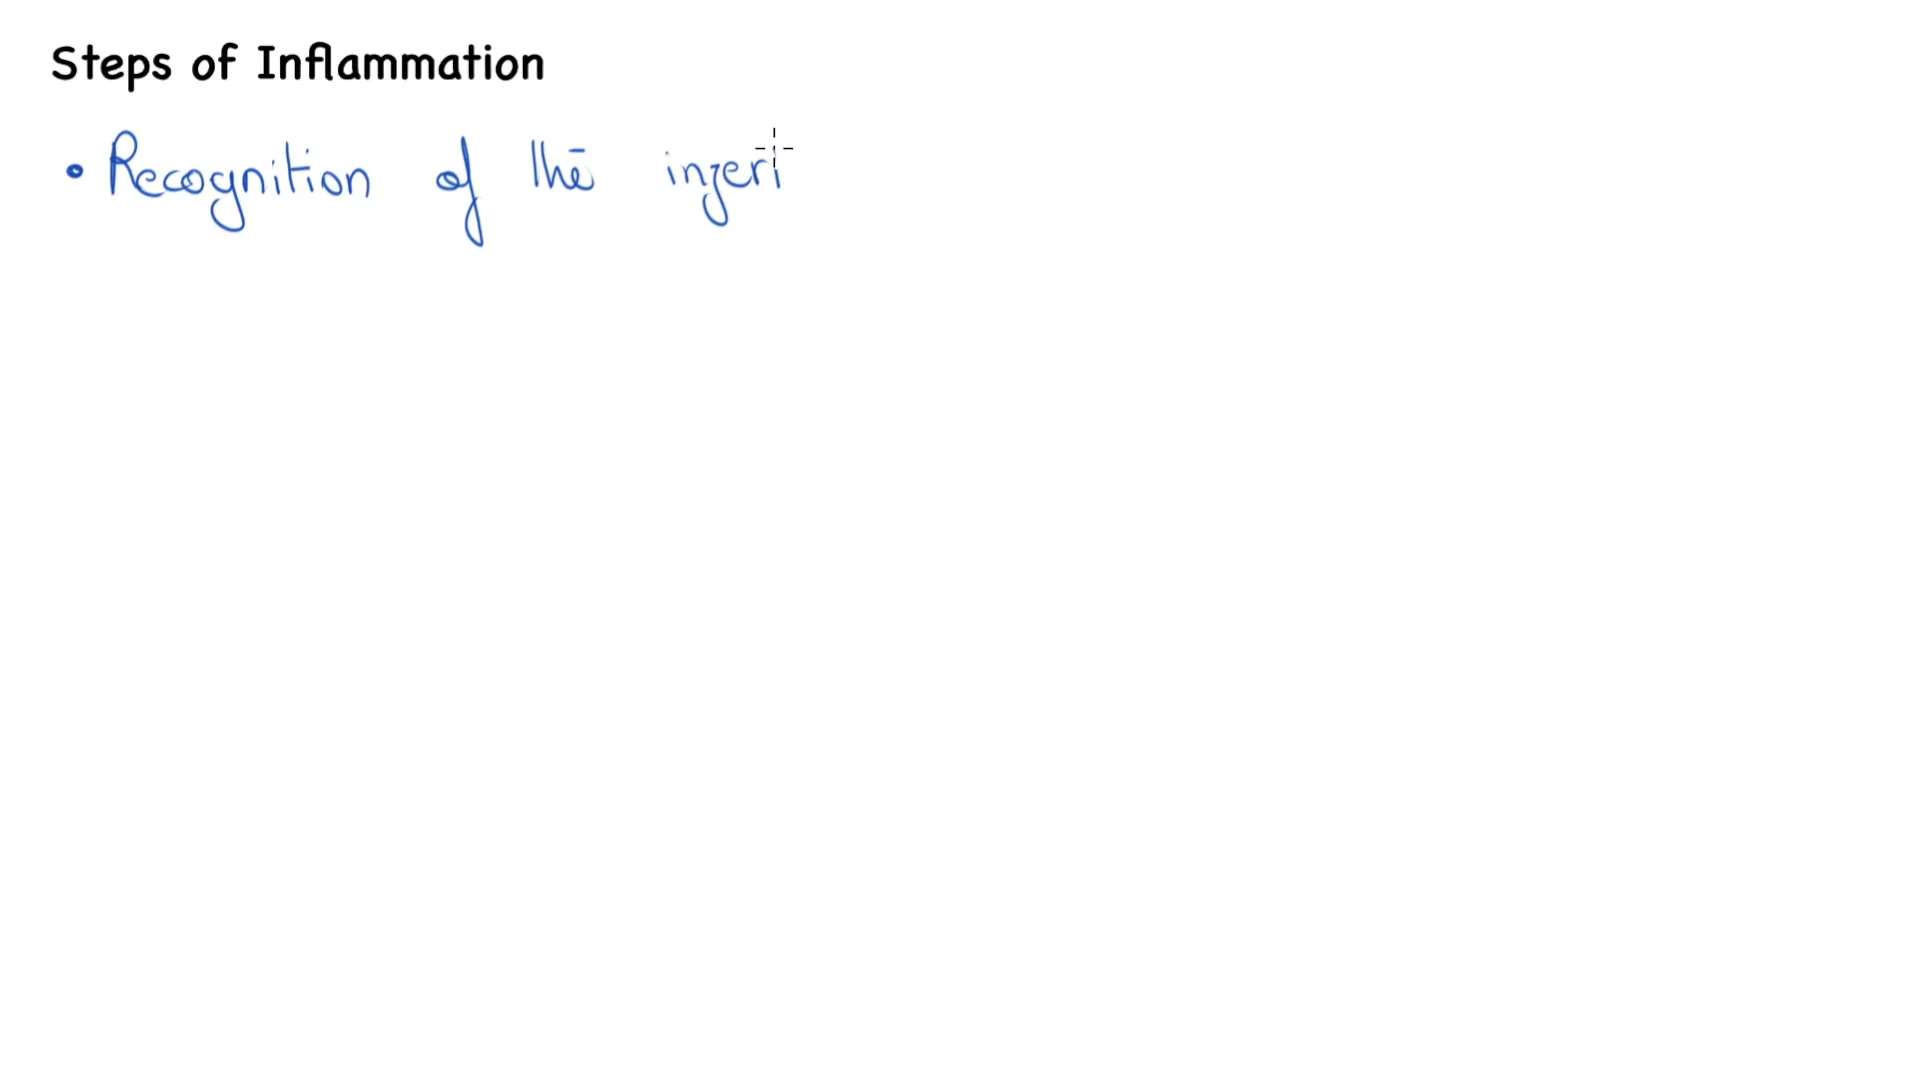 Steps of Inflammation
• Recognition of the injeri